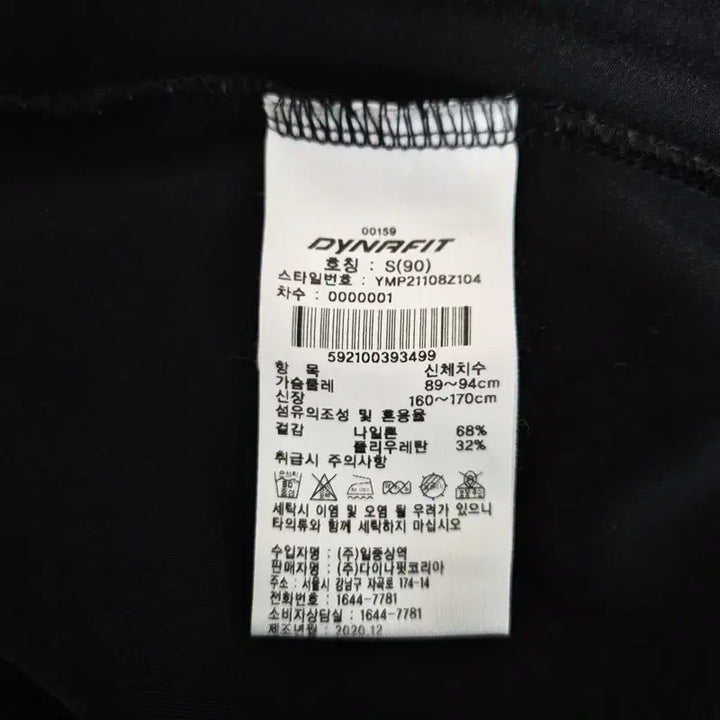 00159
DYNAFIT
호칭 : S(90)
스타일번호 : YMP21108Z104
차수 : 0000001
592100393499
항 목 신체치수
가슴둘레 89~94cm
신장 160~170cm
섬유의조성 및 혼용율
겉감 나일론 68%
폴리우레탄 32%
취급시 주의사항
세탁시 이염 및 오염 될 우려가 있으니
타의류와 함께 세탁하지 마십시오
수입자명 : (주)일중상역
판매자명 : (주)다이나핏코리아
주소 : 서울시 강남구 자곡로 174-14
전화번호 : 1644-7781
소비자상담실 : 1644-7781
제조년월 : 2020.12